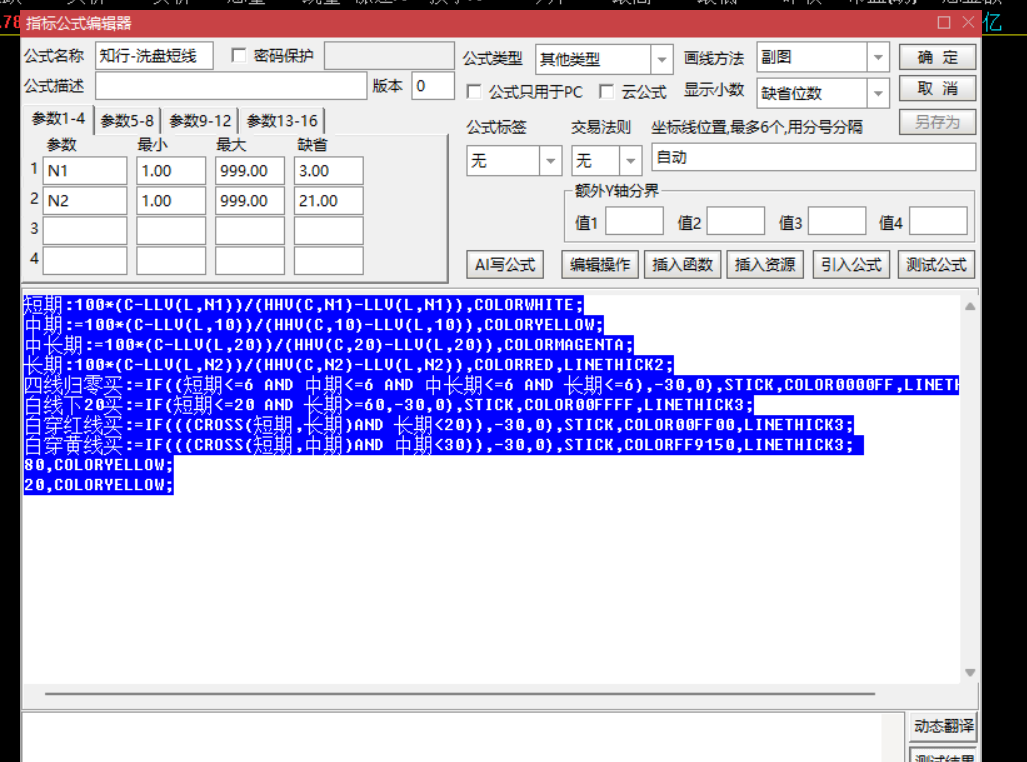 指标公式编辑器
亿
公式名称 知行-洗盘短线 密码保护 公式类型 其他类型 画线方法 副图 确 定
公式描述 版本 0 公式只用于PC 云公式 显示小数 缺省位数 取 消
参数1-4 参数5-8 参数9-12 参数13-16 公式标签 交易法则 坐标线位置,最多6个,用分号分隔 另存为
参数 最小 最大 缺省 无 无 自动
1 N1 1.00 999.00 3.00
2 N2 1.00 999.00 21.00 额外Y轴分界
3 值1 值2 值3 值4
4 AI写公式 编辑操作 插入函数 插入资源 引入公式 测试公式
短期:100*(C-LLV(L,N1))/(HHV(C,N1)-LLV(L,N1)),COLORWHITE;
中期:=100*(C-LLV(L,10))/(HHV(C,10)-LLV(L,10)),COLORYELLOW;
中长期:=100*(C-LLV(L,20))/(HHV(C,20)-LLV(L,20)),COLORMAGENTA;
长期:100*(C-LLV(L,N2))/(HHV(C,N2)-LLV(L,N2)),COLORRED,LINETHICK2;
四线归零买:=IF((短期<=6 AND 中期<=6 AND 中长期<=6 AND 长期<=6),-30,0),STICK,COLOR0000FF,LINETH
白线下20买:=IF(短期<=20 AND 长期>=60,-30,0),STICK,COLOR00FFFF,LINETHICK3;
白穿红线买:=IF(((CROSS(短期,长期)AND 长期<20)),-30,0),STICK,COLOR00FF00,LINETHICK3;
白穿黄线买:=IF(((CROSS(短期,中期)AND 中期<30)),-30,0),STICK,COLORFF9150,LINETHICK3;
80,COLORYELLOW;
20,COLORYELLOW;
动态翻译
测试结果